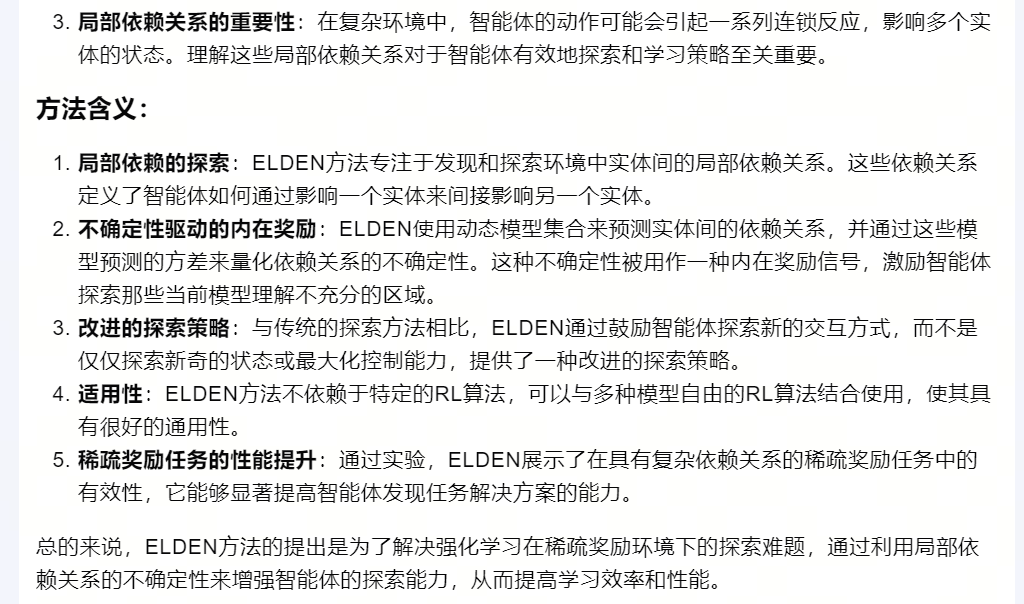 3. 局部依赖关系的重要性：在复杂环境中，智能体的动作可能会引起一系列连锁反应，影响多个实
体的状态。理解这些局部依赖关系对于智能体有效地探索和学习策略至关重要。
方法含义：
1. 局部依赖的探索：ELDEN方法专注于发现和探索环境中实体间的局部依赖关系。这些依赖关系
定义了智能体如何通过影响一个实体来间接影响另一个实体。
2. 不确定性驱动的内在奖励：ELDEN使用动态模型集合来预测实体间的依赖关系，并通过这些模
型预测的方差来量化依赖关系的不确定性。这种不确定性被用作一种内在奖励信号，激励智能体
探索那些当前模型理解不充分的区域。
3. 改进的探索策略：与传统的探索方法相比，ELDEN通过鼓励智能体探索新的交互方式，而不是
仅仅探索新奇的状态或最大化控制能力，提供了一种改进的探索策略。
4. 适用性：ELDEN方法不依赖于特定的RL算法，可以与多种模型自由的RL算法结合使用，使其具
有很好的通用性。
5. 稀疏奖励任务的性能提升：通过实验，ELDEN展示了在具有复杂依赖关系的稀疏奖励任务中的
有效性，它能够显著提高智能体发现任务解决方案的能力。
总的来说，ELDEN方法的提出是为了解决强化学习在稀疏奖励环境下的探索难题，通过利用局部依
赖关系的不确定性来增强智能体的探索能力，从而提高学习效率和性能。